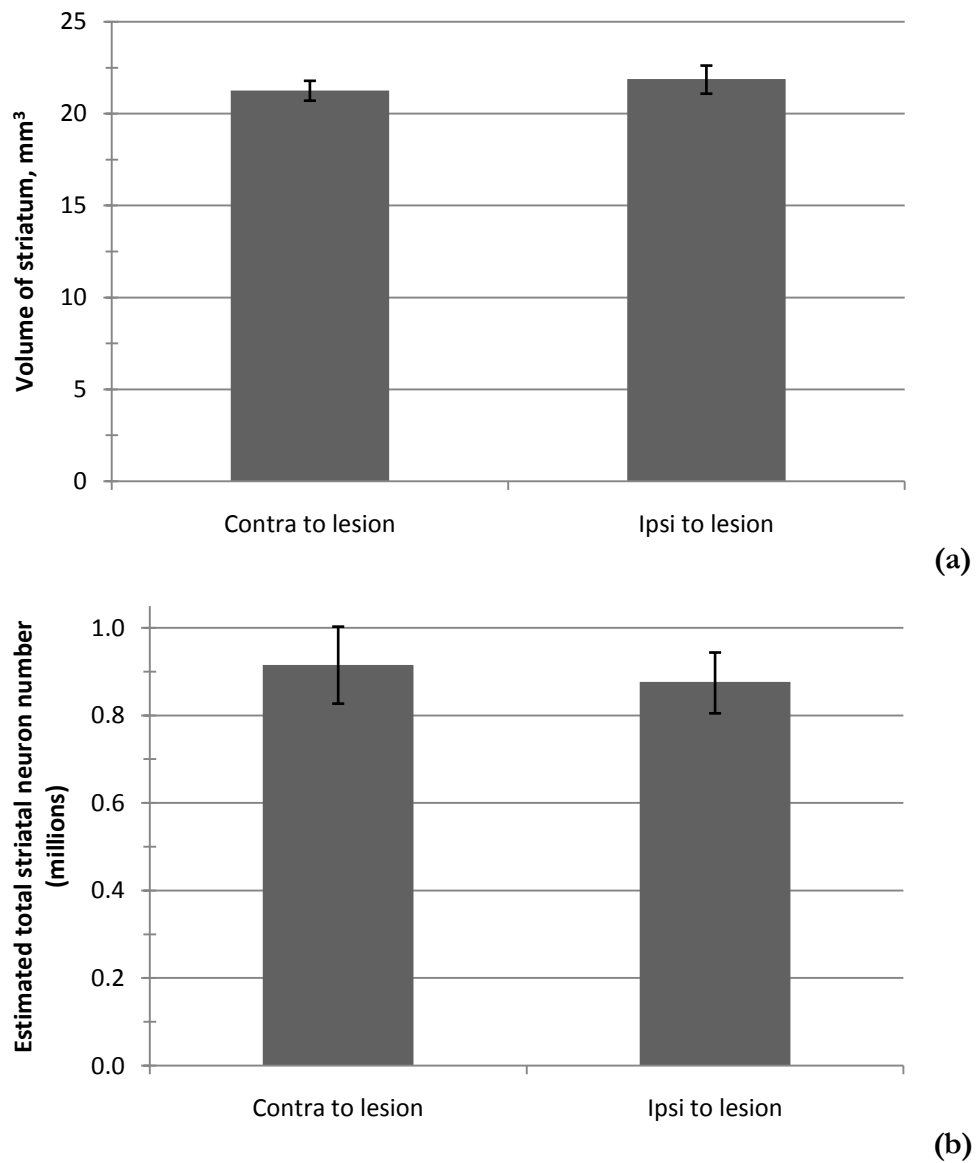 Volume of striatum, mm³
25
20
15
10
5
0
Contra to lesion
Ipsi to lesion
(a)
Estimated total striatal neuron number
(millions)
1.0
0.8
0.6
0.4
0.2
0.0
Contra to lesion
Ipsi to lesion
(b)